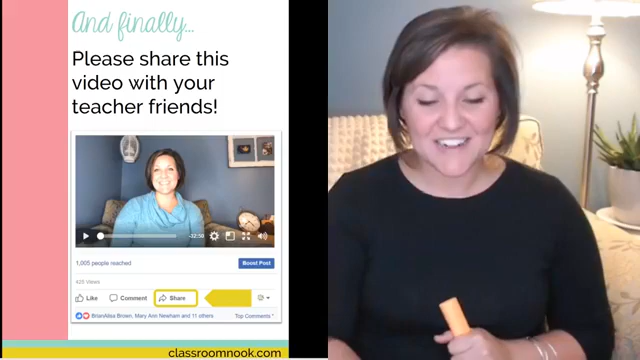 And finally...
Please share this
video with your
teacher friends!
-32:50
1,005 people reached
Boost Post
425 Views
Like
Comment
Share
BrianAlea Brown, Mary Ann Newham and 11 others
Top Comments
classroomnook.com